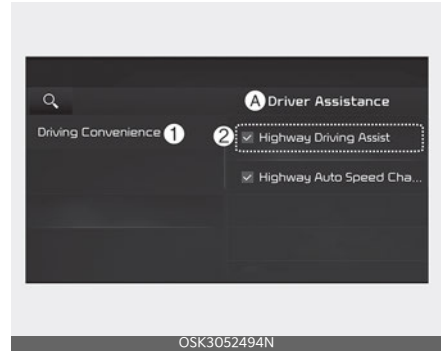 A Driver Assistance
Driving Convenience 1
2 Highway Driving Assist
Highway Auto Speed Cha...
OSK3052494N